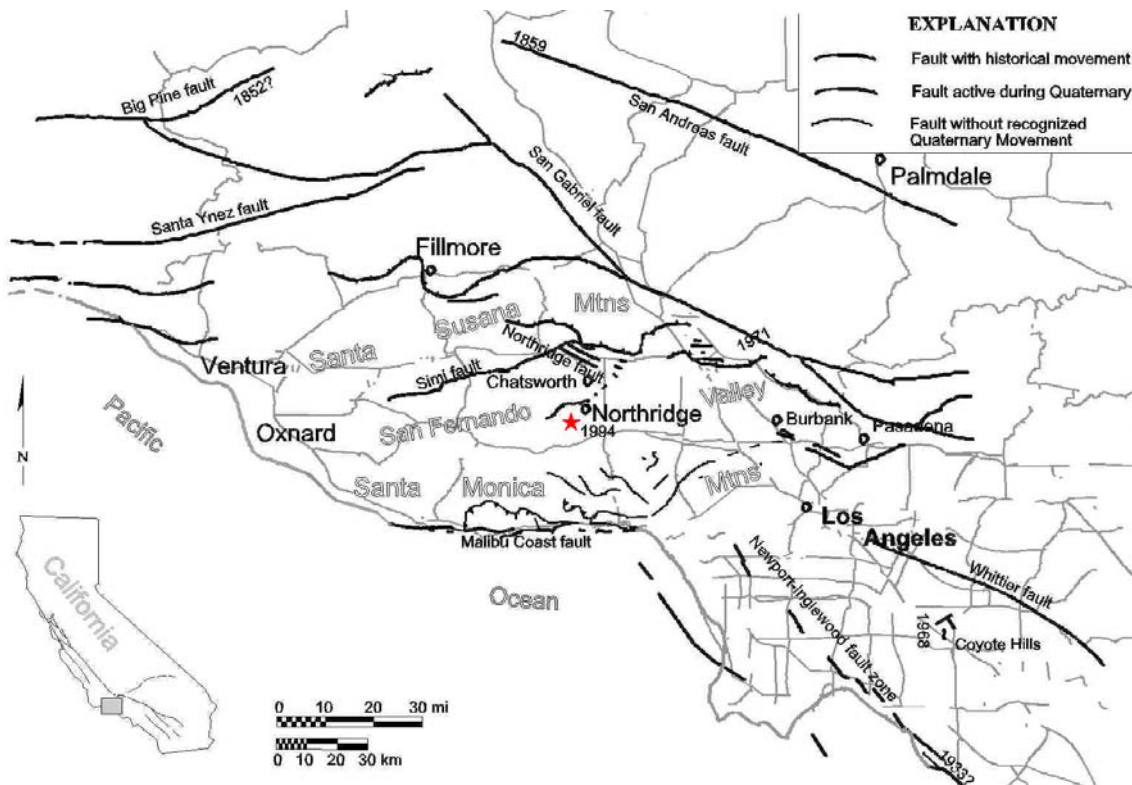 EXPLANATION
Fault with historical movement
Fault active during Quaternary
Fault without recognized
Quaternary Movement
1859
San Andreas fault
Palmdale
Big Pine fault
1852?
San Gabriel fault
Santa Ynez fault
Fillmore
Santa Susana Mtns
Northridge fault
1971
Ventura
Simi fault
Chatsworth
San Fernando Valley
Northridge
1994
Burbank
Pasadena
Oxnard
Pacific
N
Santa Monica Mtns
Malibu Coast fault
Los
Angeles
Ocean
Newport-Inglewood fault zone
Whittier fault
1968
Coyote Hills
1933?
California
0 10 20 30 mi
0 10 20 30 km